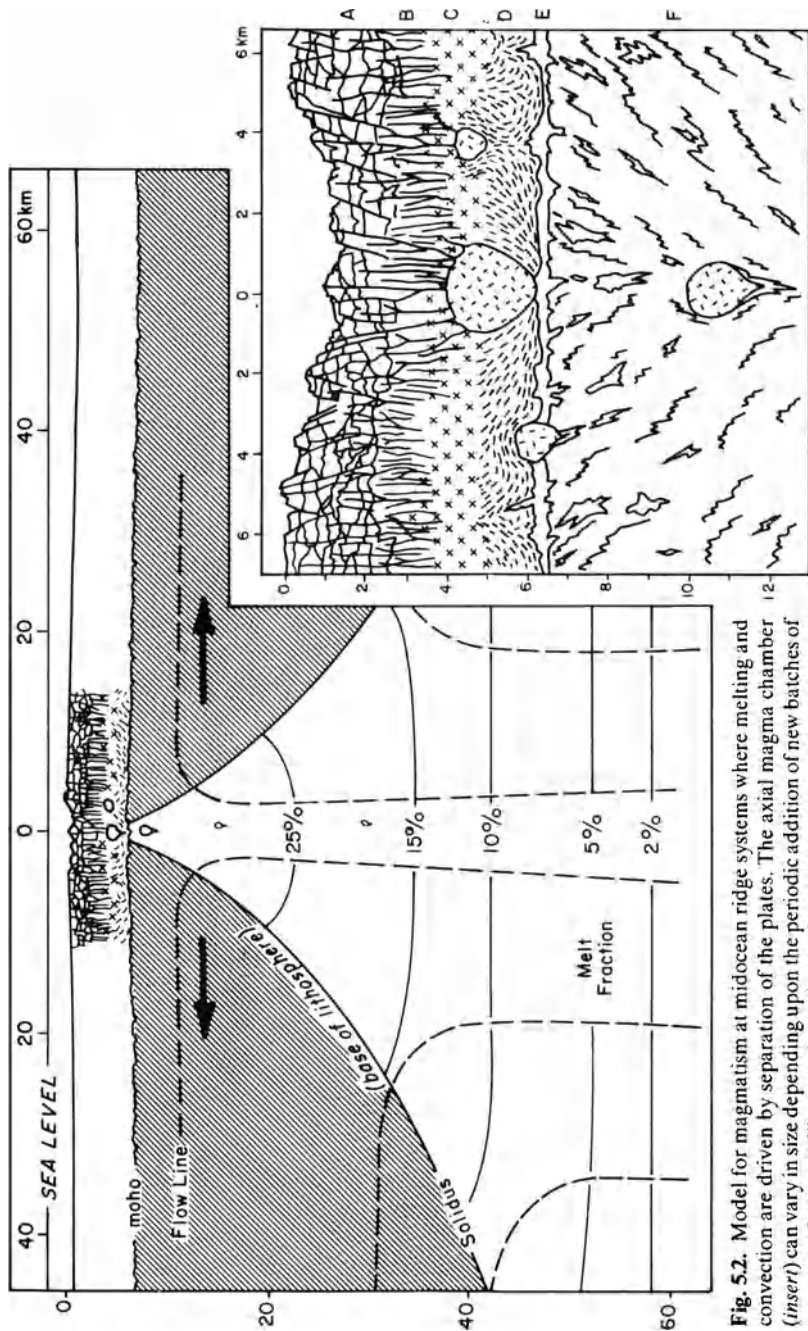 40
20
0
20
40
60 km
0
20
40
60
SEA LEVEL
moho
Flow Line
(base of lithosphere)
Solidus
25%
15%
10%
5%
2%
Melt
Fraction
A
B
C
D
E
F
0
2
4
6
8
10
12
6
4
2
0
2
4
6 Km
Fig. 5.2. Model for magmatism at midocean ridge systems where melting and
convection are driven by separation of the plates. The axial magma chamber
(insert) can vary in size depending upon the periodic addition of new batches of